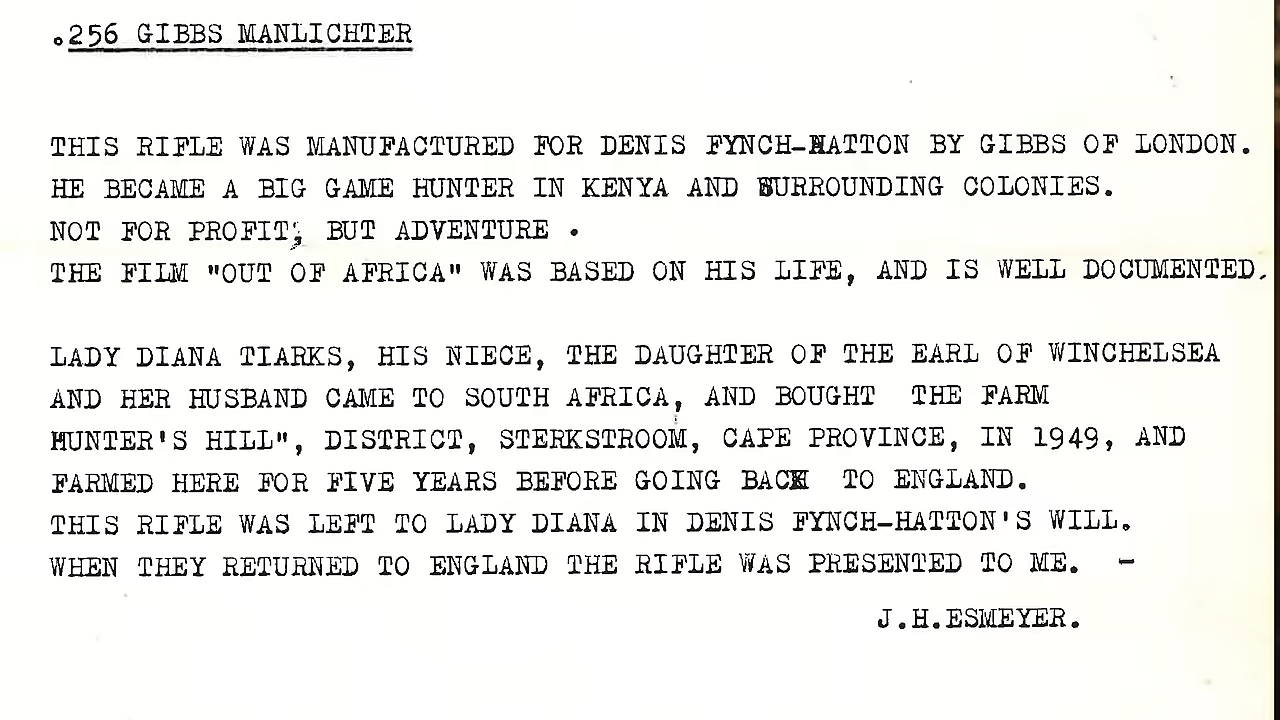 .256 GIBBS MANLICHTER
THIS RIFLE WAS MANUFACTURED FOR DENIS FYNCH-HATTON BY GIBBS OF LONDON.
HE BECAME A BIG GAME HUNTER IN KENYA AND SURROUNDING COLONIES.
NOT FOR PROFIT, BUT ADVENTURE .
THE FILM "OUT OF AFRICA" WAS BASED ON HIS LIFE, AND IS WELL DOCUMENTED.
LADY DIANA TIARKS, HIS NIECE, THE DAUGHTER OF THE EARL OF WINCHELSEA
AND HER HUSBAND CAME TO SOUTH AFRICA, AND BOUGHT THE FARM
HUNTER'S HILL", DISTRICT, STERKSTROOM, CAPE PROVINCE, IN 1949, AND
FARMED HERE FOR FIVE YEARS BEFORE GOING BACK TO ENGLAND.
THIS RIFLE WAS LEFT TO LADY DIANA IN DENIS FYNCH-HATTON'S WILL.
WHEN THEY RETURNED TO ENGLAND THE RIFLE WAS PRESENTED TO ME. -
J.H.ESMEYER.